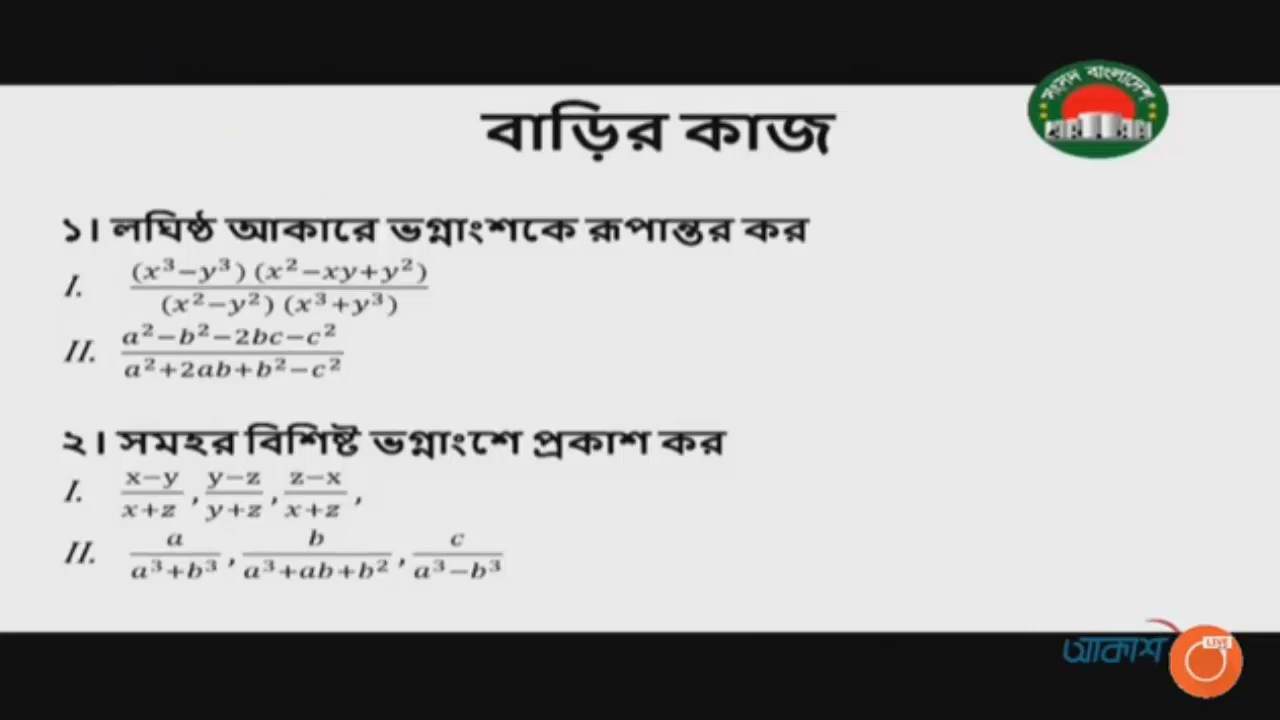 সংসদ বাংলাদেশ
বাড়ির কাজ
১। লঘিষ্ঠ আকারে ভগ্নাংশকে রূপান্তর কর
I. (x³−y³)(x²−xy+y²) / (x²−y²)(x³+y³)
II. a²−b²−2bc−c² / a²+2ab+b²−c²
২। সমহর বিশিষ্ট ভগ্নাংশে প্রকাশ কর
I. x−y / x+z , y−z / y+z , z−x / x+z ,
II. a / a³+b³ , b / a³+ab+b² , c / a³−b³
আকাশ LIVE